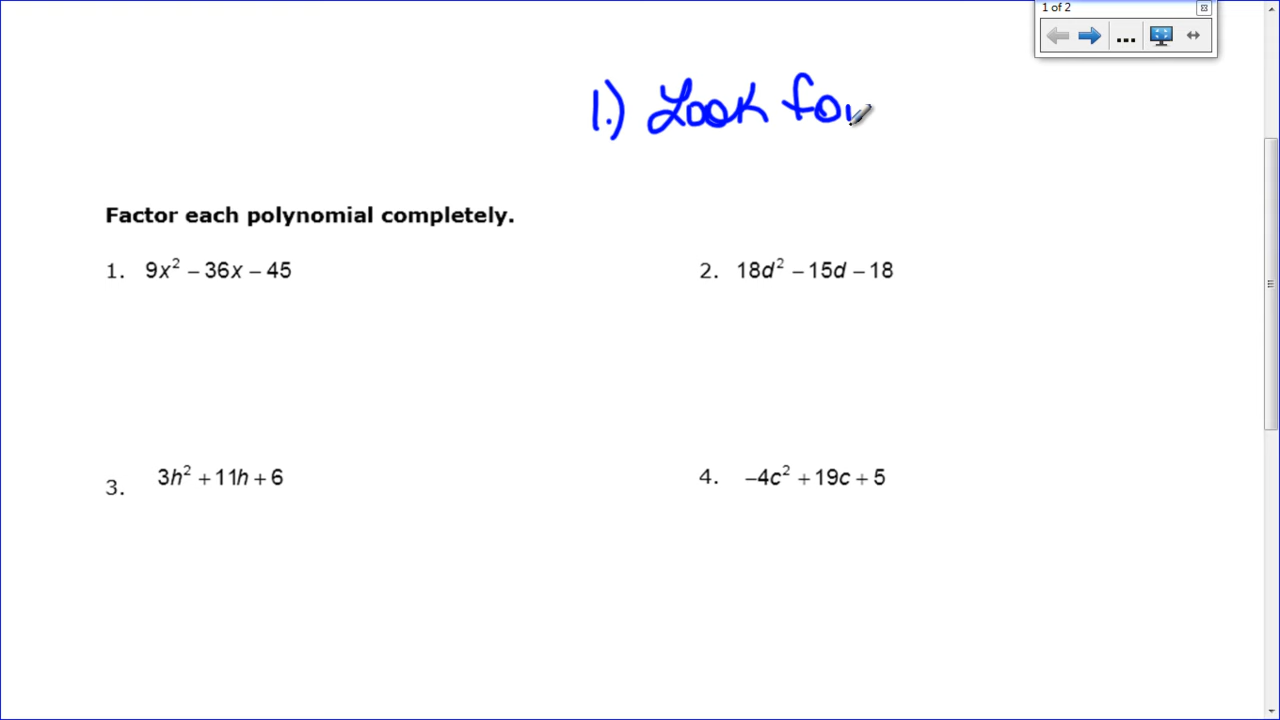 1 of 2
...
1.) Look for
Factor each polynomial completely.
1. 9x² – 36x – 45
2. 18d² – 15d – 18
3. 3h² + 11h + 6
4. –4c² + 19c + 5